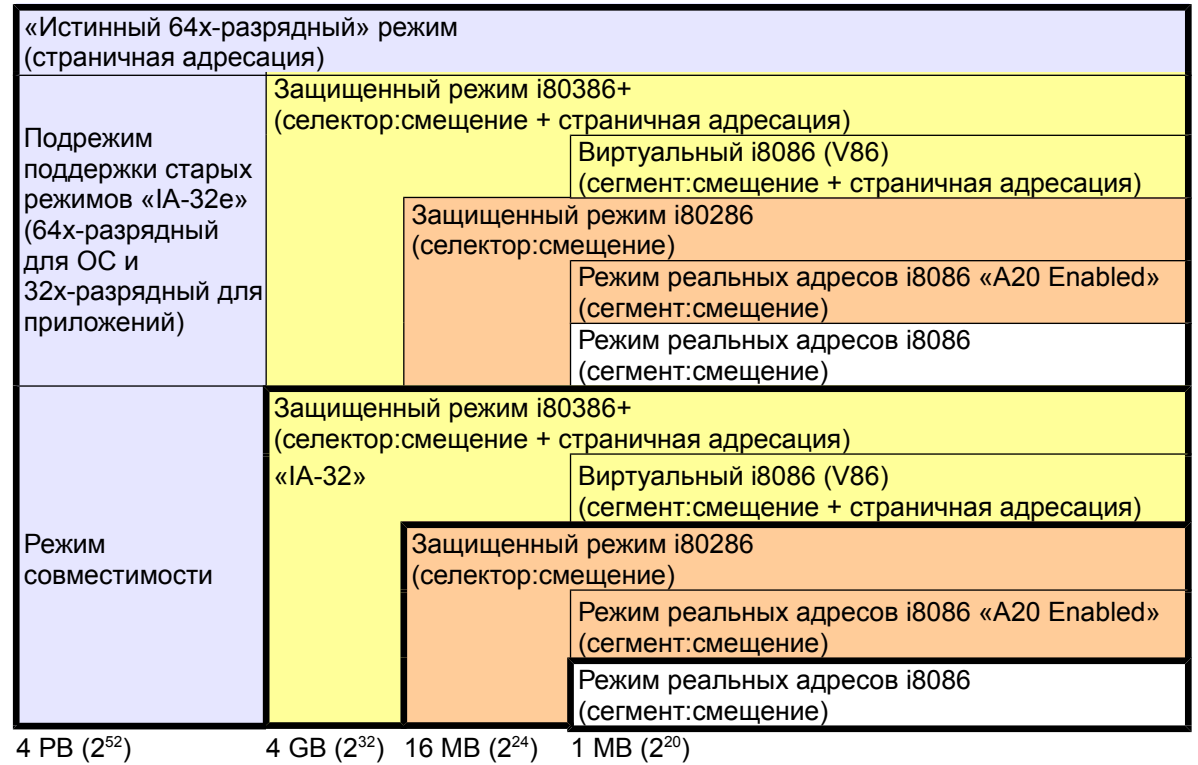 «Истинный 64х-разрядный» режим
(страничная адресация)
Защищенный режим i80386+
(селектор:смещение + страничная адресация)
Подрежим
поддержки старых
режимов «IA-32e»
(64х-разрядный
для ОС и
32х-разрядный для
приложений)
Виртуальный i8086 (V86)
(сегмент:смещение + страничная адресация)
Защищенный режим i80286
(селектор:смещение)
Режим реальных адресов i8086 «A20 Enabled»
(сегмент:смещение)
Режим реальных адресов i8086
(сегмент:смещение)
Защищенный режим i80386+
(селектор:смещение + страничная адресация)
«IA-32»
Виртуальный i8086 (V86)
(сегмент:смещение + страничная адресация)
Режим
совместимости
Защищенный режим i80286
(селектор:смещение)
Режим реальных адресов i8086 «A20 Enabled»
(сегмент:смещение)
Режим реальных адресов i8086
(сегмент:смещение)
4 PB (2⁵²) 4 GB (2³²) 16 MB (2²⁴) 1 MB (2²⁰)